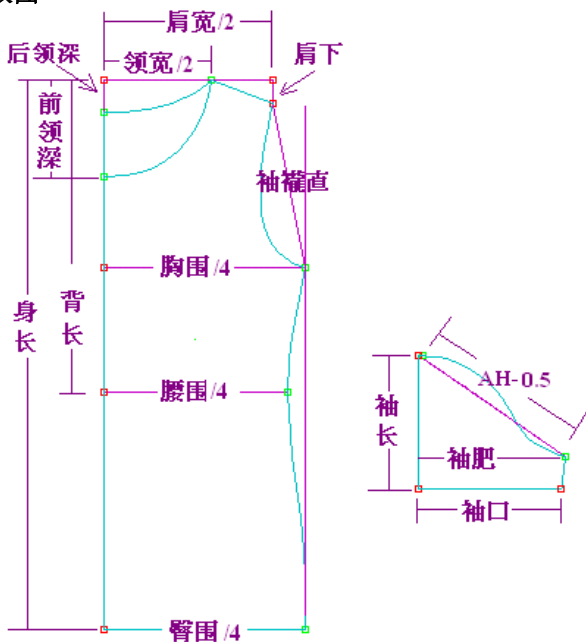 肩宽/2
后领深
领宽/2
肩下
前领深
袖襱直
胸围/4
身长
背长
腰围/4
AH-0.5
袖长
袖肥
袖口
臀围/4